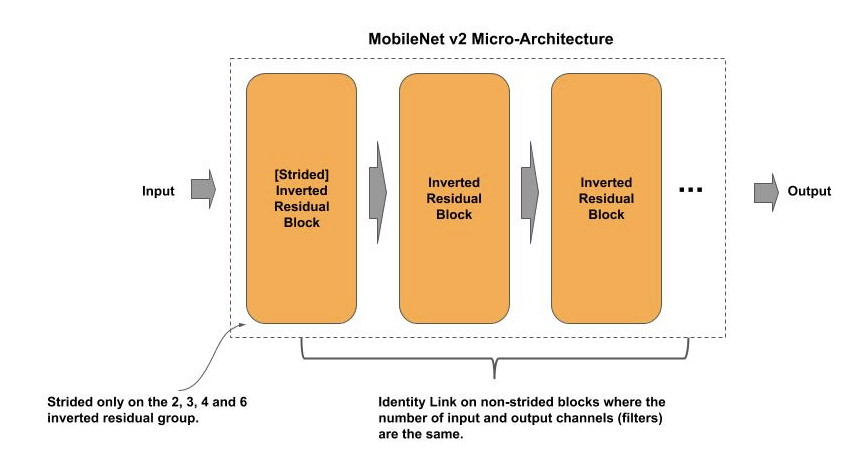 MobileNet v2 Micro-Architecture
Input
[Strided]
Inverted
Residual
Block
Inverted
Residual
Block
Inverted
Residual
Block
...
Output
Strided only on the 2, 3, 4 and 6
inverted residual group.
Identity Link on non-strided blocks where the
number of input and output channels (filters)
are the same.